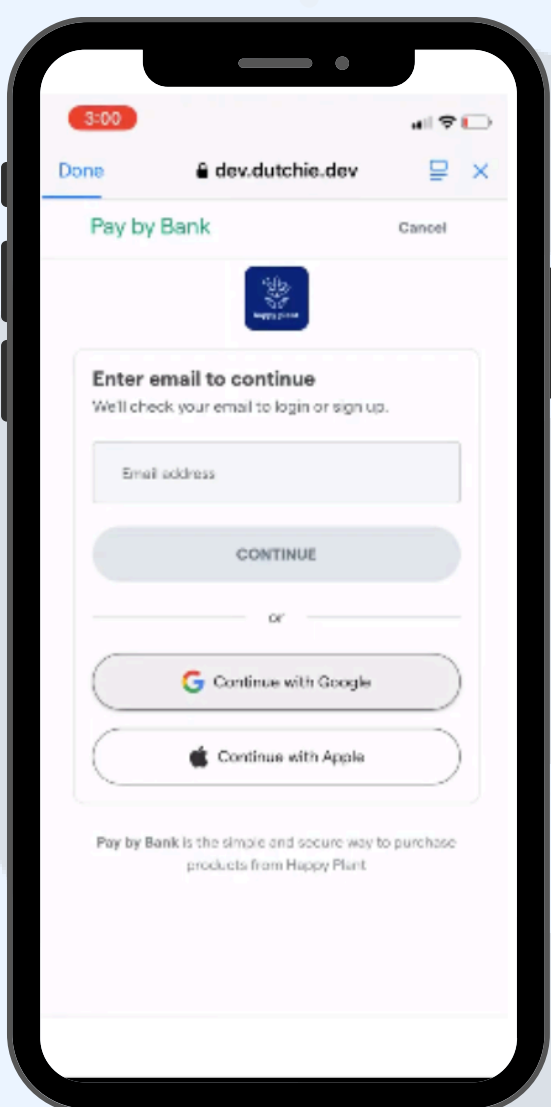 3:00
Done
dev.dutchie.dev
Pay by Bank
Cancel
happy plant
Enter email to continue
We'll check your email to login or sign up.
Email address
CONTINUE
or
Continue with Google
Continue with Apple
Pay by Bank is the simple and secure way to purchase
products from Happy Plant